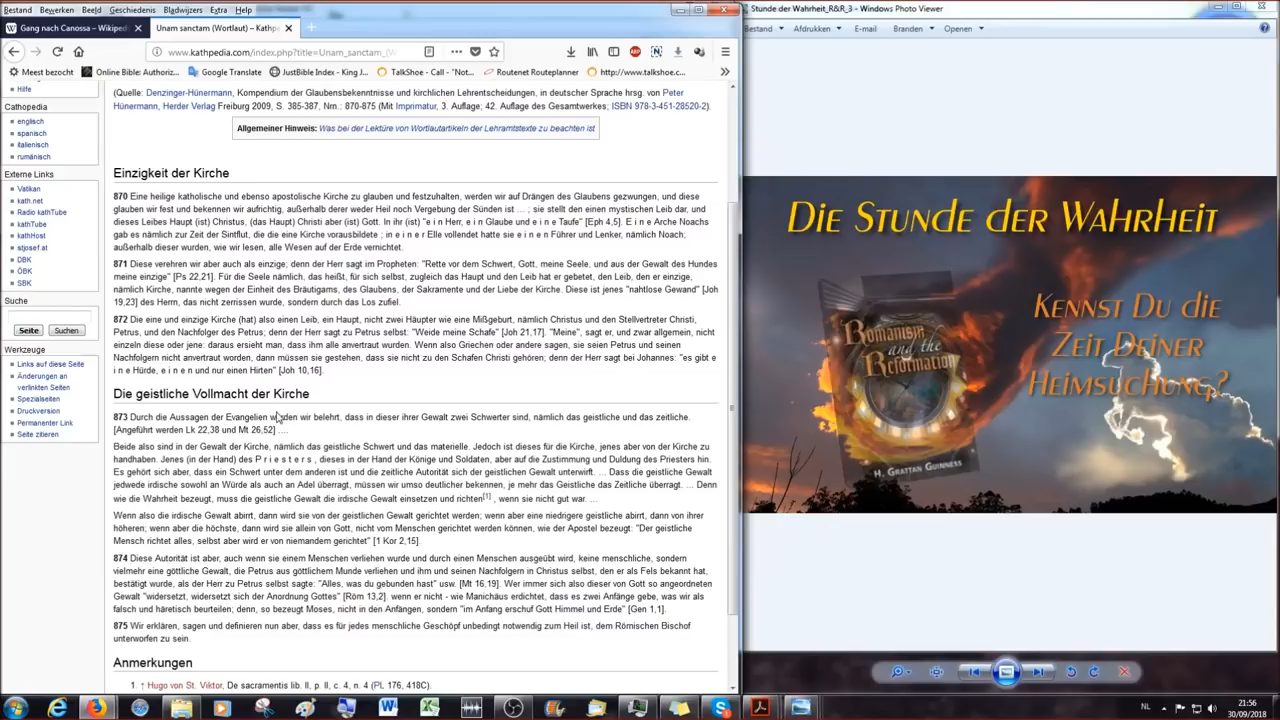 Bestand Bewerken Beeld Geschiedenis Bladwijzers Extra Help
Gang nach Canossa – Wikiped
Unam sanctam (Wortlaut) – Kathpe
www.kathpedia.com/index.php?title=Unam_sanctam_(W
Meest bezocht Online Bible: Authoriz... Google Translate JustBible Index - King J... TalkShoe - Call - "Not... Routenet Routeplanner http://www.talkshoe.c...
Hilfe
Cathopedia
englisch
spanisch
italienisch
rumänisch
Externe Links
Vatikan
kath.net
Radio kathTube
kathTube
kathHost
stjosef.at
DBK
ÖBK
SBK
Suche
Seite Suchen
Werkzeuge
Links auf diese Seite
Änderungen an
verlinkten Seiten
Spezialseiten
Druckversion
Permanenter Link
Seite zitieren
(Quelle: Denzinger-Hünermann, Kompendium der Glaubensbekenntnisse und kirchlichen Lehrentscheidungen, in deutscher Sprache hrsg. von Peter
Hünermann, Herder Verlag Freiburg 2009, S. 385-387, Nrn.: 870-875 (Mit Imprimatur, 3. Auflage; 42. Auflage des Gesamtwerkes; ISBN 978-3-451-28520-2).
Allgemeiner Hinweis: Was bei der Lektüre von Wortlautartikeln der Lehramtstexte zu beachten ist
Einzigkeit der Kirche
870 Eine heilige katholische und ebenso apostolische Kirche zu glauben und festzuhalten, werden wir auf Drängen des Glaubens gezwungen, und diese
glauben wir fest und bekennen wir aufrichtig, außerhalb derer weder Heil noch Vergebung der Sünden ist ... ; sie stellt den einen mystischen Leib dar, und
dieses Leibes Haupt (ist) Christus, (das Haupt) Christi aber (ist) Gott. In ihr (ist) "e i n Herr, e i n Glaube und e i n e Taufe" [Eph 4,5]. E i n e Arche Noachs
gab es nämlich zur Zeit der Sintflut, die die eine Kirche vorausbildete ; in e i n e r Elle vollendet hatte sie e i n e n Führer und Lenker, nämlich Noach;
außerhalb dieser wurden, wie wir lesen, alle Wesen auf der Erde vernichtet.
871 Diese verehren wir aber auch als einzige; denn der Herr sagt im Propheten: "Rette vor dem Schwert, Gott, meine Seele, und aus der Gewalt des Hundes
meine einzige" [Ps 22,21]. Für die Seele nämlich, das heißt, für sich selbst, zugleich das Haupt und den Leib hat er gebetet, den Leib, den er einzige,
nämlich Kirche, nannte wegen der Einheit des Bräutigams, des Glaubens, der Sakramente und der Liebe der Kirche. Diese ist jenes "nahtlose Gewand" [Joh
19,23] des Herrn, das nicht zerrissen wurde, sondern durch das Los zufiel.
872 Die eine und einzige Kirche (hat) also einen Leib, ein Haupt, nicht zwei Häupter wie eine Mißgeburt, nämlich Christus und den Stellvertreter Christi,
Petrus, und den Nachfolger des Petrus; denn der Herr sagt zu Petrus selbst: "Weide meine Schafe" [Joh 21,17]. "Meine", sagt er, und zwar allgemein, nicht
einzeln diese oder jene: daraus ersieht man, dass ihm alle anvertraut wurden. Wenn also Griechen oder andere sagen, sie seien Petrus und seinen
Nachfolgern nicht anvertraut worden, dann müssen sie gestehen, dass sie nicht zu den Schafen Christi gehören; denn der Herr sagt bei Johannes: "es gibt e
i n e Hürde, e i n e n und nur einen Hirten" [Joh 10,16].
Die geistliche Vollmacht der Kirche
873 Durch die Aussagen der Evangelien werden wir belehrt, dass in dieser ihrer Gewalt zwei Schwerter sind, nämlich das geistliche und das zeitliche.
[Angeführt werden Lk 22,38 und Mt 26,52] ....
Beide also sind in der Gewalt der Kirche, nämlich das geistliche Schwert und das materielle. Jedoch ist dieses für die Kirche, jenes aber von der Kirche zu
handhaben. Jenes (in der Hand) des P r i e s t e r s , dieses in der Hand der Könige und Soldaten, aber auf die Zustimmung und Duldung des Priesters hin.
Es gehört sich aber, dass ein Schwert unter dem anderen ist und die zeitliche Autorität sich der geistlichen Gewalt unterwirft. ... Dass die geistliche Gewalt
jedwede irdische sowohl an Würde als auch an Adel überragt, müssen wir umso deutlicher bekennen, je mehr das Geistliche das Zeitliche überragt. ... Denn
wie die Wahrheit bezeugt, muss die geistliche Gewalt die irdische Gewalt einsetzen und richten[1] , wenn sie nicht gut war. ...
Wenn also die irdische Gewalt abirrt, dann wird sie von der geistlichen Gewalt gerichtet werden; wenn aber eine niedrigere geistliche abirrt, dann von ihrer
höheren; wenn aber die höchste, dann wird sie allein von Gott, nicht vom Menschen gerichtet werden können, wie der Apostel bezeugt: "Der geistliche
Mensch richtet alles, selbst aber wird er von niemandem gerichtet" [1 Kor 2,15].
874 Diese Autorität ist aber, auch wenn sie einem Menschen verliehen wurde und durch einen Menschen ausgeübt wird, keine menschliche, sondern
vielmehr eine göttliche Gewalt, die Petrus aus göttlichem Munde verliehen und ihm und seinen Nachfolgern in Christus selbst, den er als Fels bekannt hat,
bestätigt wurde, als der Herr zu Petrus selbst sagte: "Alles, was du gebunden hast" usw. [Mt 16,19]. Wer immer sich also dieser von Gott so angeordneten
Gewalt "widersetzt, widersetzt sich der Anordnung Gottes" [Röm 13,2], wenn er nicht - wie Manichäus erdichtet, dass es zwei Anfänge gebe, was wir als
falsch und häretisch beurteilen; denn, so bezeugt Moses, nicht in den Anfängen, sondern "im Anfang erschuf Gott Himmel und Erde" [Gen 1,1].
875 Wir erklären, sagen und definieren nun aber, dass es für jedes menschliche Geschöpf unbedingt notwendig zum Heil ist, dem Römischen Bischof
unterworfen zu sein.
Anmerkungen
1. ↑ Hugo von St. Viktor, De sacramentis lib. II, p. II, c. 4, n. 4 (PL 176, 418C).
Stunde der Wahrheit_R&R_3 - Windows Photo Viewer
Bestand Afdrukken E-mail Branden Openen
Die Stunde der Wahrheit
Kennst Du die
Zeit Deiner
Heimsuchung?
Romanism
and the
Reformation
H. Grattan Guinness
NL
21:56
30/09/2018